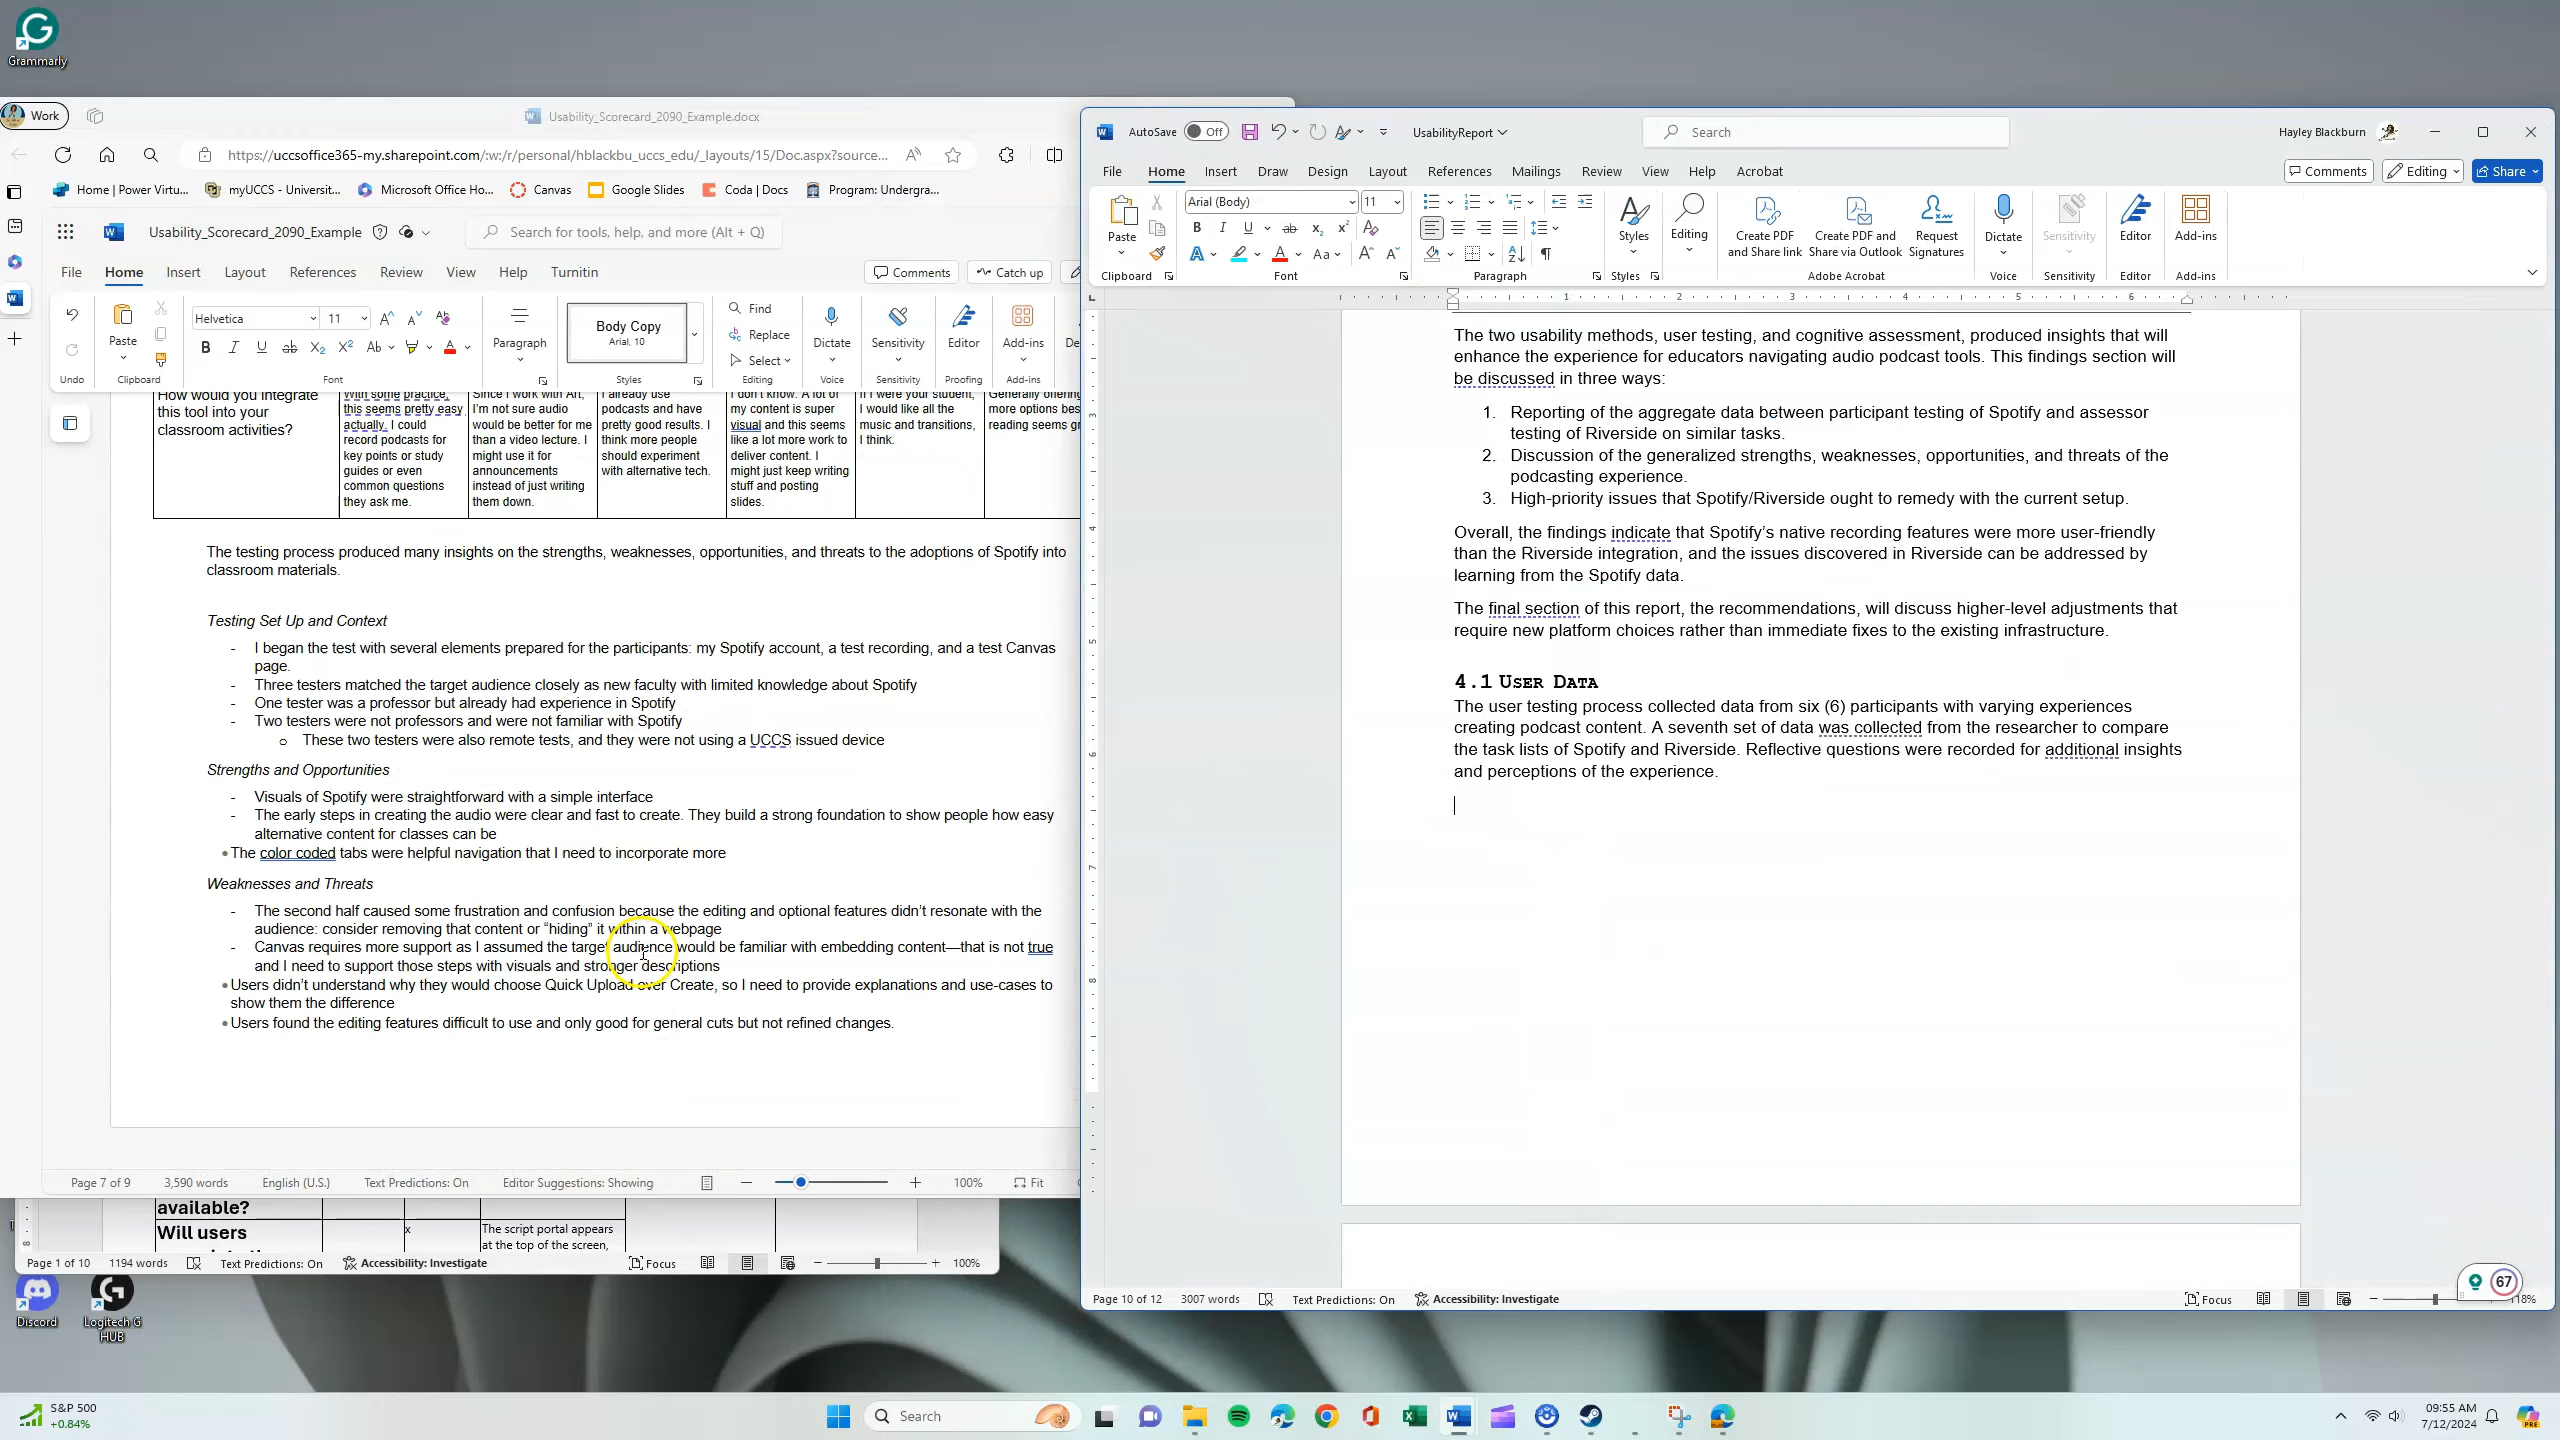 Grammarly
Work
Usability_Scorecard_2090_Example.docx
https://uccsoffice365-my.sharepoint.com/:w:/r/personal/hblackbu_uccs_edu/_layouts/15/Doc.aspx?source...
Home | Power Virtu...
myUCCS - Universit...
Microsoft Office Ho...
Canvas
Google Slides
Coda | Docs
Program: Undergra...
Usability_Scorecard_2090_Example
Search for tools, help, and more (Alt + Q)
File Home Insert Layout References Review View Help Turnitin
Comments
Catch up
Helvetica 11
Paste
Paragraph
Body Copy
Arial, 10
Find
Replace
Select
Dictate
Sensitivity
Editor
Add-ins
Undo Clipboard Font Styles Editing Voice Sensitivity Proofing Add-ins
How would you integrate
this tool into your
classroom activities?
With some practice,
this seems pretty easy
actually. I could
record podcasts for
key points or study
guides or even
common questions
they ask me.
Since I work with Art,
I'm not sure audio
would be better for me
than a video lecture. I
might use it for
announcements
instead of just writing
them down.
I already use
podcasts and have
pretty good results. I
think more people
should experiment
with alternative tech.
I don't know. A lot of
my content is super
visual and this seems
like a lot more work to
deliver content. I
might just keep writing
stuff and posting
slides.
If I were your student,
I would like all the
music and transitions,
I think.
Generally offering
more options bes
reading seems gr
The testing process produced many insights on the strengths, weaknesses, opportunities, and threats to the adoptions of Spotify into
classroom materials.
Testing Set Up and Context
- I began the test with several elements prepared for the participants: my Spotify account, a test recording, and a test Canvas
page.
- Three testers matched the target audience closely as new faculty with limited knowledge about Spotify
- One tester was a professor but already had experience in Spotify
- Two testers were not professors and were not familiar with Spotify
o These two testers were also remote tests, and they were not using a UCCS issued device
Strengths and Opportunities
- Visuals of Spotify were straightforward with a simple interface
- The early steps in creating the audio were clear and fast to create. They build a strong foundation to show people how easy
alternative content for classes can be
• The color coded tabs were helpful navigation that I need to incorporate more
Weaknesses and Threats
- The second half caused some frustration and confusion because the editing and optional features didn't resonate with the
audience: consider removing that content or “hiding” it within a webpage
- Canvas requires more support as I assumed the target audience would be familiar with embedding content—that is not true
and I need to support those steps with visuals and stronger descriptions
• Users didn't understand why they would choose Quick Upload over Create, so I need to provide explanations and use-cases to
show them the difference
• Users found the editing features difficult to use and only good for general cuts but not refined changes.
Page 7 of 9 3,590 words English (U.S.) Text Predictions: On Editor Suggestions: Showing 100% Fit
available?
Will users
x
The script portal appears
at the top of the screen,
Page 1 of 10 1194 words Text Predictions: On Accessibility: Investigate Focus 100%
AutoSave Off
UsabilityReport
Search
Hayley Blackburn
File Home Insert Draw Design Layout References Mailings Review View Help Acrobat
Comments
Editing
Share
Arial (Body) 11
Paste
Styles
Editing
Create PDF
and Share link
Create PDF and
Share via Outlook
Request
Signatures
Dictate
Sensitivity
Editor
Add-ins
Clipboard Font Paragraph Styles Adobe Acrobat Voice Sensitivity Editor Add-ins
1 2 3 4 5 6
The two usability methods, user testing, and cognitive assessment, produced insights that will
enhance the experience for educators navigating audio podcast tools. This findings section will
be discussed in three ways:
1. Reporting of the aggregate data between participant testing of Spotify and assessor
testing of Riverside on similar tasks.
2. Discussion of the generalized strengths, weaknesses, opportunities, and threats of the
podcasting experience.
3. High-priority issues that Spotify/Riverside ought to remedy with the current setup.
Overall, the findings indicate that Spotify's native recording features were more user-friendly
than the Riverside integration, and the issues discovered in Riverside can be addressed by
learning from the Spotify data.
The final section of this report, the recommendations, will discuss higher-level adjustments that
require new platform choices rather than immediate fixes to the existing infrastructure.
4.1 USER DATA
The user testing process collected data from six (6) participants with varying experiences
creating podcast content. A seventh set of data was collected from the researcher to compare
the task lists of Spotify and Riverside. Reflective questions were recorded for additional insights
and perceptions of the experience.
67
Page 10 of 12 3007 words Text Predictions: On Accessibility: Investigate Focus 118%
Discord
Logitech G
HUB
S&P 500
+0.84%
Search
09:55 AM
7/12/2024